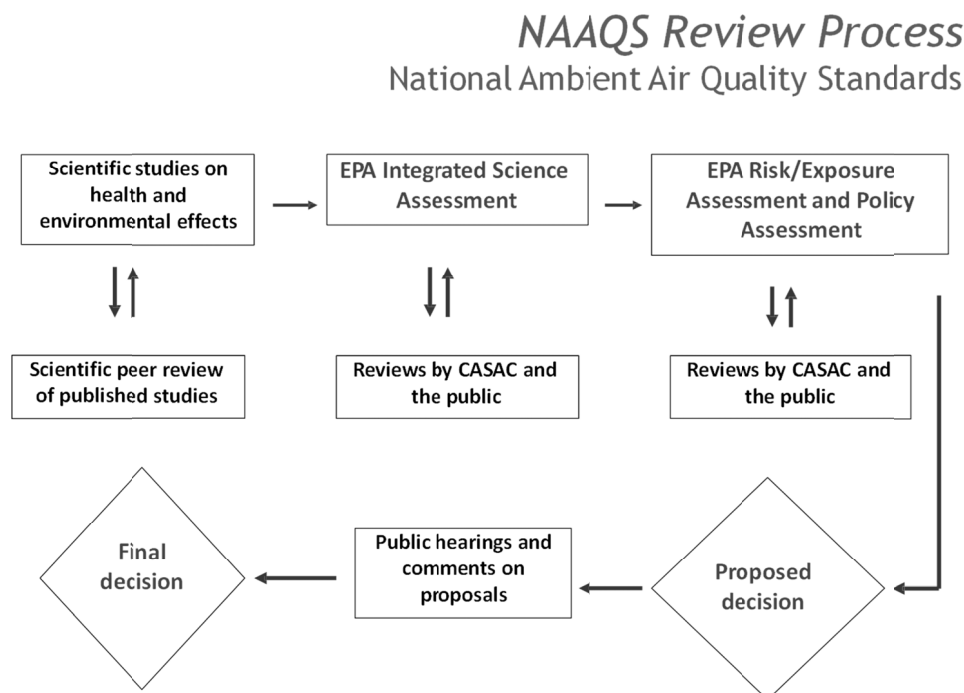 NAAQS Review Process
National Ambient Air Quality Standards
Scientific studies on
health and
environmental effects
EPA Integrated Science
Assessment
EPA Risk/Exposure
Assessment and Policy
Assessment
Scientific peer review
of published studies
Reviews by CASAC and
the public
Reviews by CASAC and
the public
Final
decision
Public hearings and
comments on
proposals
Proposed
decision